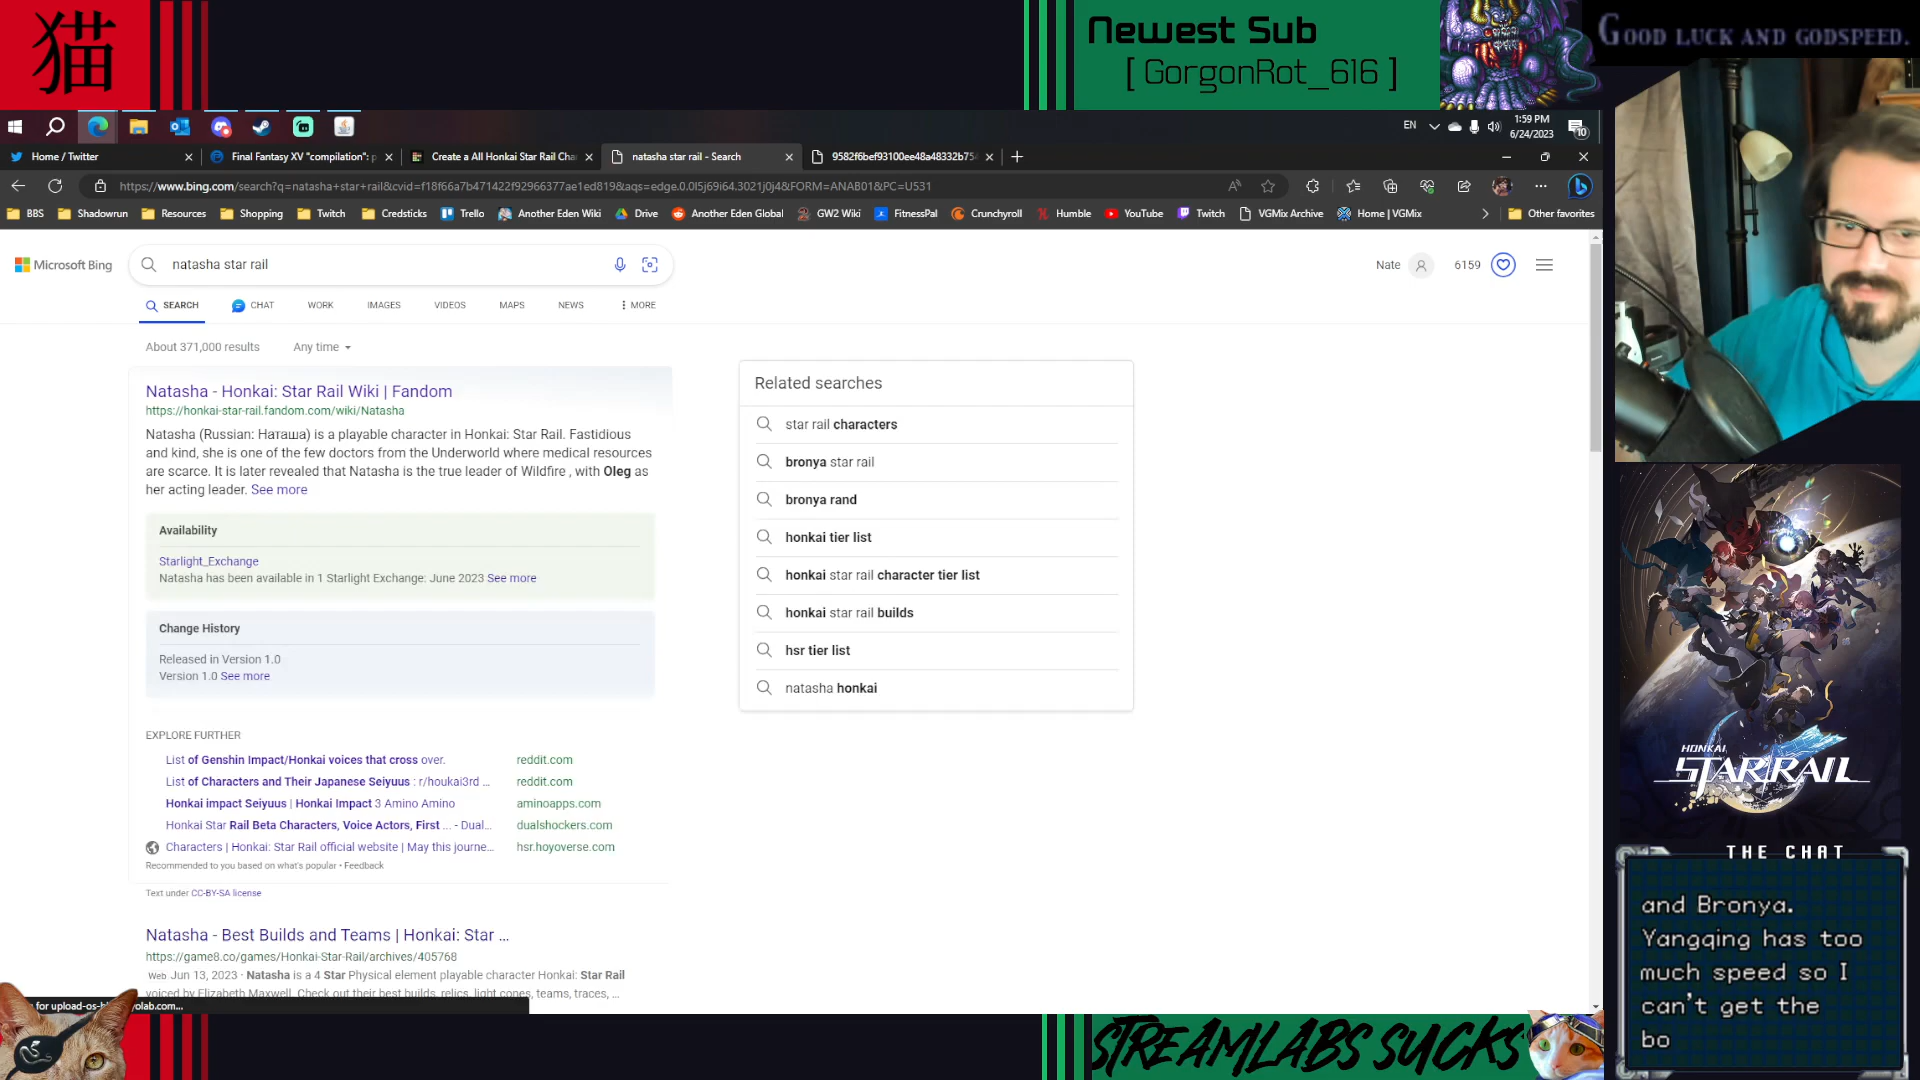 猫
Newest Sub
[ GorgonRot_616 ]
GOOD LUCK AND GODSPEED.
EN
1:59 PM
6/24/2023
10
Home / Twitter
Final Fantasy XV "compilation": p
Create a All Honkai Star Rail Cha
natasha star rail - Search
9582f6bef93100ee48a48332b754
https://www.bing.com/search?q=natasha+star+rail&cvid=f18f66a7b471422f92966377ae1ed819&aqs=edge.0.0l5j69i64.3021j0j4&FORM=ANAB01&PC=U531
BBS
Shadowrun
Resources
Shopping
Twitch
Credsticks
Trello
Another Eden Wiki
Drive
Another Eden Global
GW2 Wiki
FitnessPal
Crunchyroll
Humble
YouTube
Twitch
VGMix Archive
Home | VGMix
Other favorites
Microsoft Bing
natasha star rail
Nate
6159
SEARCH
CHAT
WORK
IMAGES
VIDEOS
MAPS
NEWS
MORE
About 371,000 results
Any time
Natasha - Honkai: Star Rail Wiki | Fandom
https://honkai-star-rail.fandom.com/wiki/Natasha
Natasha (Russian: Наташа) is a playable character in Honkai: Star Rail. Fastidious
and kind, she is one of the few doctors from the Underworld where medical resources
are scarce. It is later revealed that Natasha is the true leader of Wildfire , with Oleg as
her acting leader. See more
Availability
Starlight_Exchange
Natasha has been available in 1 Starlight Exchange: June 2023 See more
Change History
Released in Version 1.0
Version 1.0 See more
EXPLORE FURTHER
List of Genshin Impact/Honkai voices that cross over.
reddit.com
List of Characters and Their Japanese Seiyuus : r/houkai3rd ...
reddit.com
Honkai impact Seiyuus | Honkai Impact 3 Amino Amino
aminoapps.com
Honkai Star Rail Beta Characters, Voice Actors, First ... - Dual...
dualshockers.com
Characters | Honkai: Star Rail official website | May this journe...
hsr.hoyoverse.com
Recommended to you based on what's popular • Feedback
Text under CC-BY-SA license
Natasha - Best Builds and Teams | Honkai: Star ...
https://game8.co/games/Honkai-Star-Rail/archives/405768
Web Jun 13, 2023 · Natasha is a 4 Star Physical element playable character Honkai: Star Rail
voiced by Elizabeth Maxwell. Check out their best builds, relics, light cones, teams, traces, ...
Related searches
star rail characters
bronya star rail
bronya rand
honkai tier list
honkai star rail character tier list
honkai star rail builds
hsr tier list
natasha honkai
HONKAI
STAR RAIL
THE CHAT
and Bronya.
Yangqing has too
much speed so I
can't get the
bo
STREAMLABS SUCKS